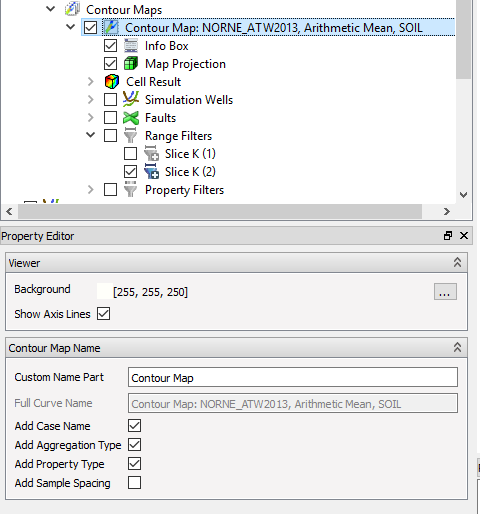 Contour Maps
Contour Map: NORNE_ATW2013, Arithmetic Mean, SOIL
Info Box
Map Projection
Cell Result
Simulation Wells
Faults
Range Filters
Slice K (1)
Slice K (2)
Property Filters
Property Editor
Viewer
Background [255, 255, 250] ...
Show Axis Lines
Contour Map Name
Custom Name Part Contour Map
Full Curve Name Contour Map: NORNE_ATW2013, Arithmetic Mean, SOIL
Add Case Name
Add Aggregation Type
Add Property Type
Add Sample Spacing